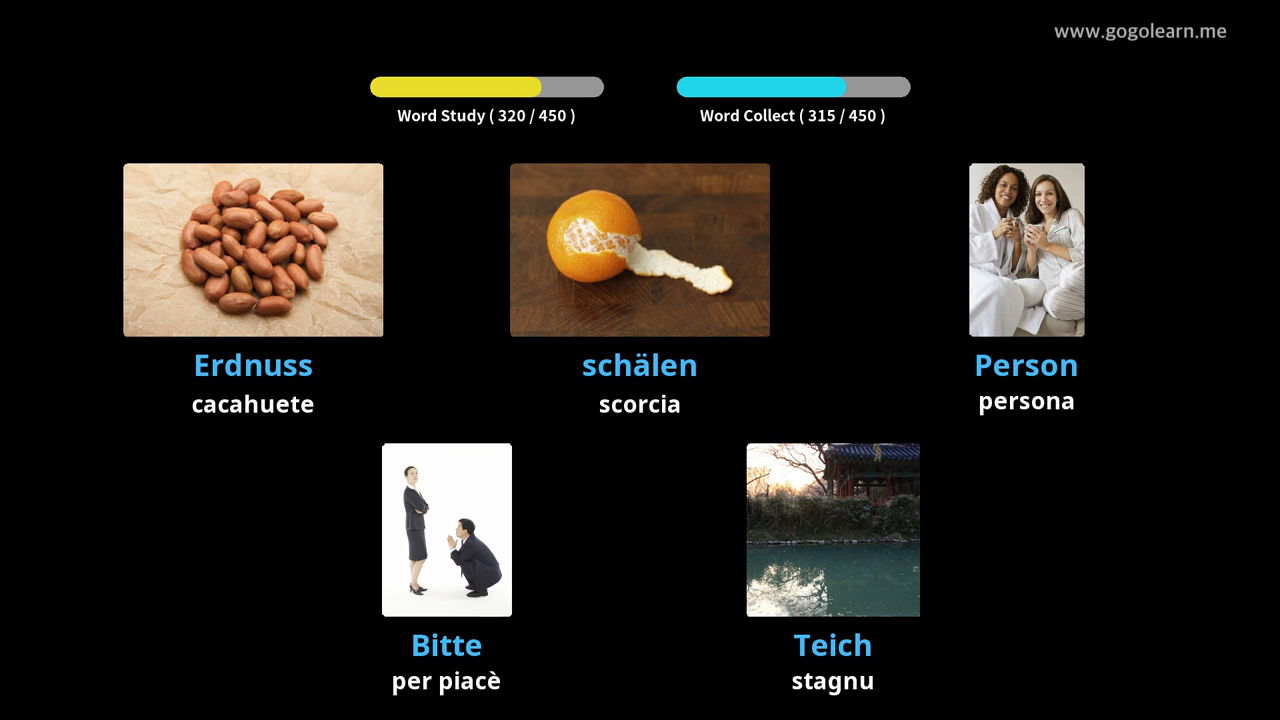 www.gogolearn.me
Word Study ( 320 / 450 )
Word Collect ( 315 / 450 )
Erdnuss
cacahuete
schälen
scorcia
Person
persona
Bitte
per piacè
Teich
stagnu